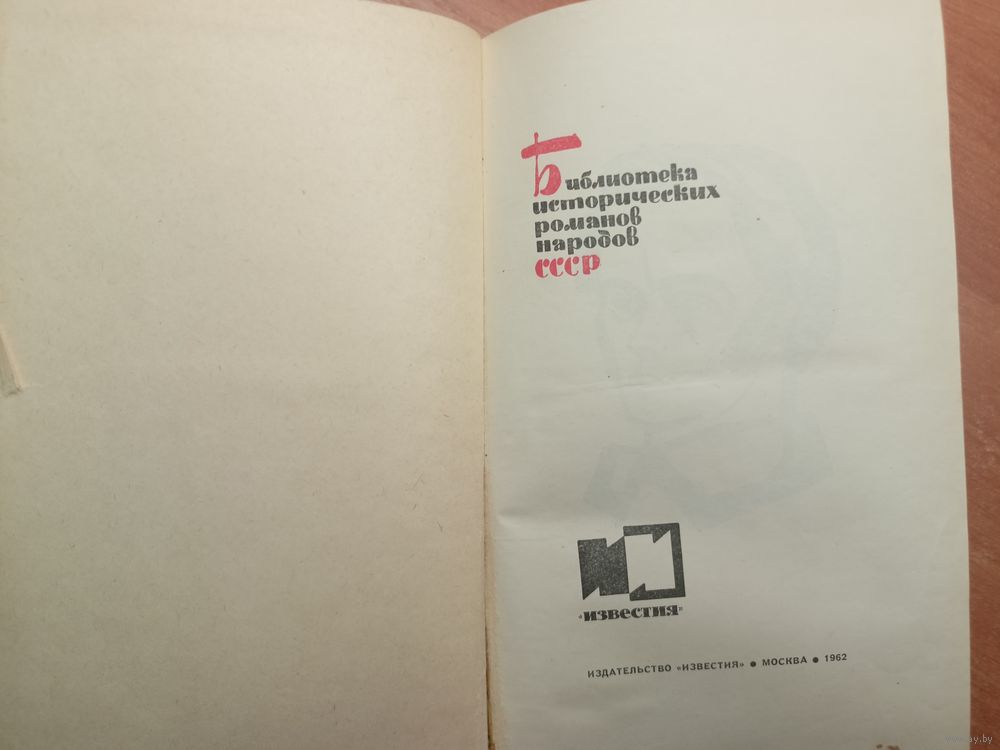 Библиотека
исторических
романов
народов
СССР
«ИЗВЕСТИЯ»
ИЗДАТЕЛЬСТВО «ИЗВЕСТИЯ» ● МОСКВА ● 1962